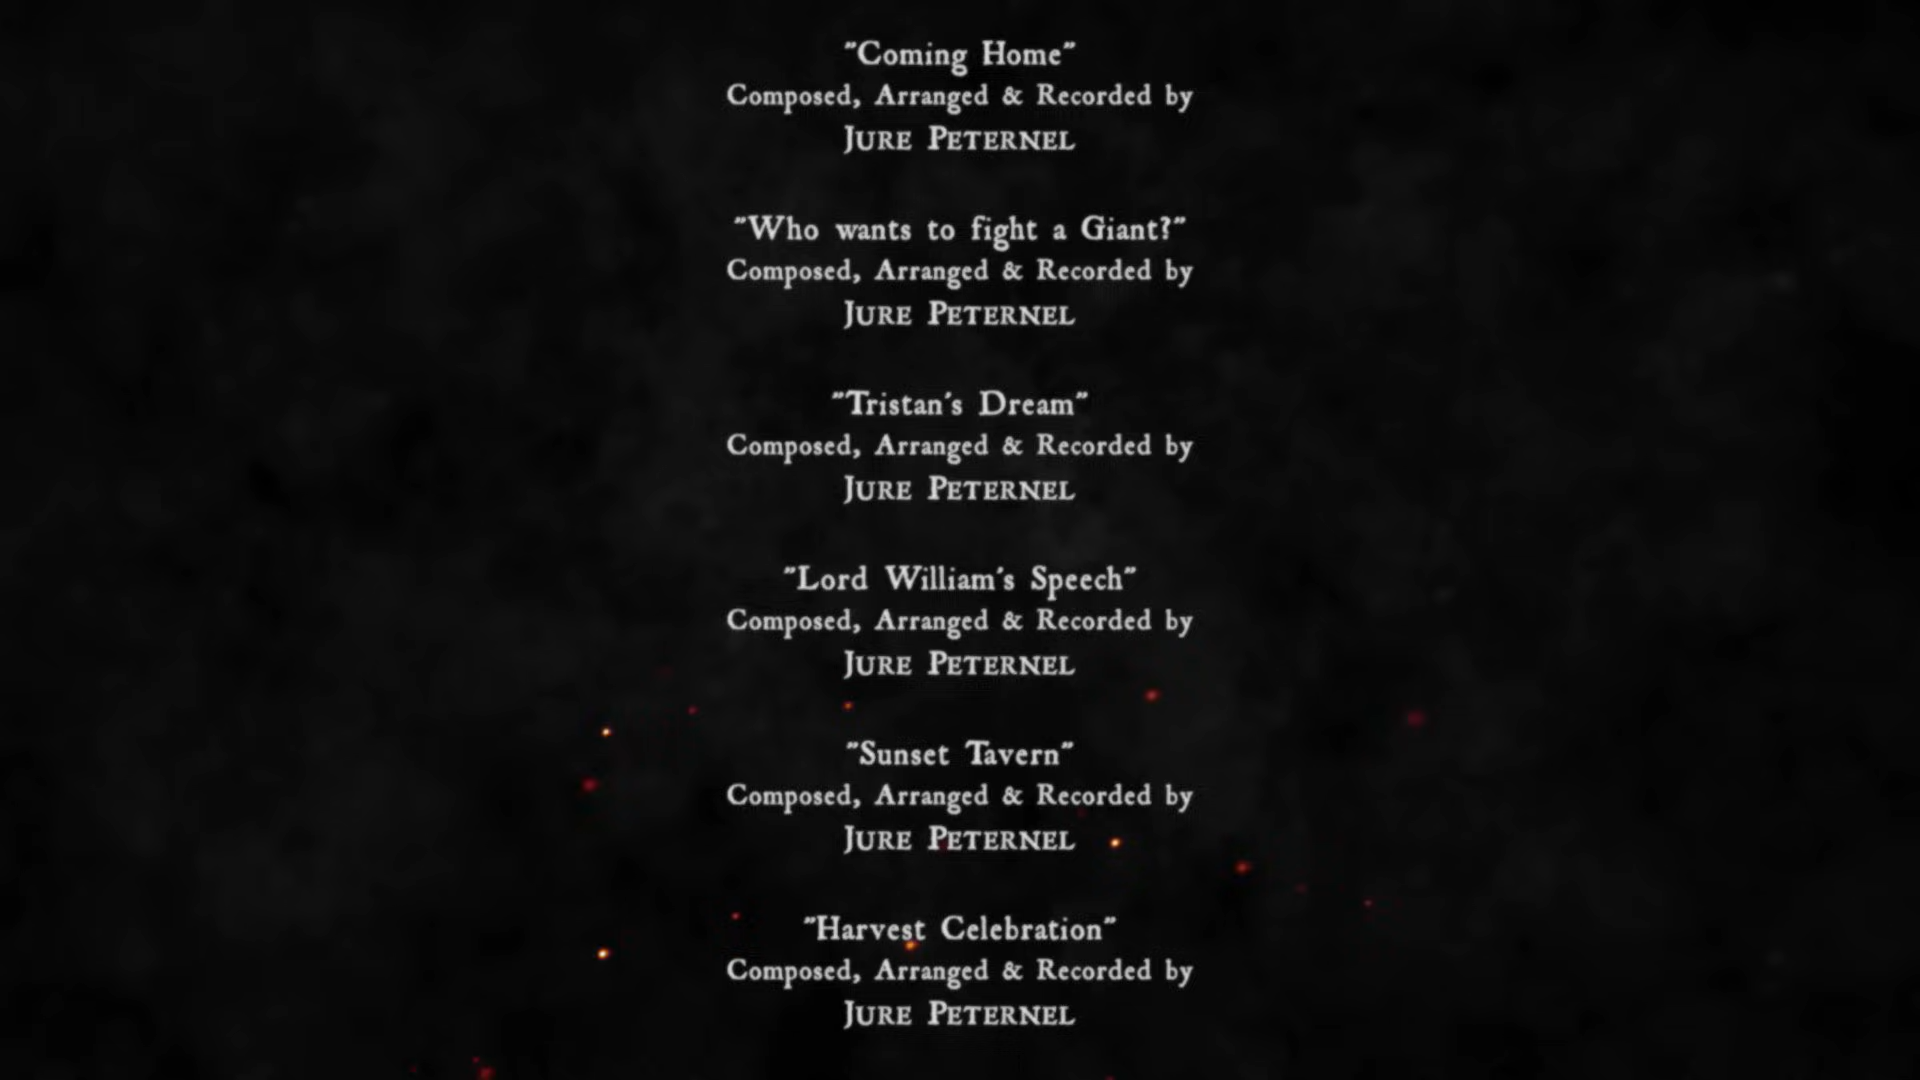 "Coming Home"
Composed, Arranged & Recorded by
JURE PETERNEL
"Who wants to fight a Giant?"
Composed, Arranged & Recorded by
JURE PETERNEL
"Tristan's Dream"
Composed, Arranged & Recorded by
JURE PETERNEL
"Lord William's Speech"
Composed, Arranged & Recorded by
JURE PETERNEL
"Sunset Tavern"
Composed, Arranged & Recorded by
JURE PETERNEL
"Harvest Celebration"
Composed, Arranged & Recorded by
JURE PETERNEL